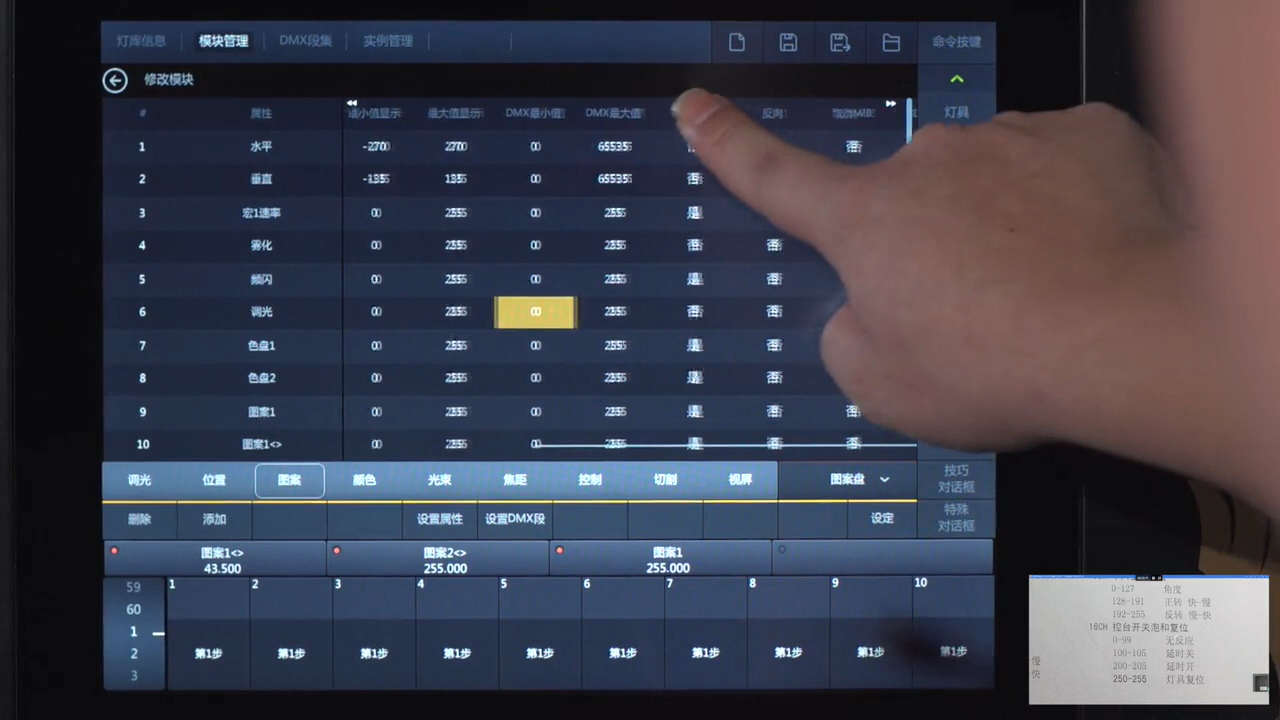 灯库信息 模块管理 DMX段集 实例管理 命令按键
修改模块
# 属性 最大值显示 DMX最小值 DMX最大值 反向 灯具
1 水平 -270 270 0 65535 否 否
2 垂直 -135 135 0 65535 否
3 宏1速率 0 255 0 255 是
4 雾化 0 255 0 255 否 否
5 频闪 0 255 0 255 是 否
6 调光 0 255 0 255 否 否
7 色盘1 0 255 0 255 是 否
8 色盘2 0 255 0 255 是 否
9 图案1 0 255 0 255 是 否 否
10 图案1<> 0 255 0 255 是 否 否
调光 位置 图案 颜色 光束 焦距 控制 切割 视屏 图案盘 技巧
对话框
删除 添加 设置属性 设置DMX段 设定 特殊
对话框
图案1<> 图案2<> 图案1
43.500 255.000 255.000
59 1 2 3 4 5 6 7 8 9 10
60
1
2 第1步 第1步 第1步 第1步 第1步 第1步 第1步 第1步 第1步 第1步
3
0-127 角度
128-191 正转 快-慢
192-255 反转 慢-快
16CH 控台开关泡和复位
0-99 无反应
100-105 延时关
慢
200-205 延时开
快
250-255 灯具复位